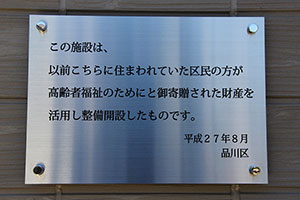 この施設は、
以前こちらに住まわれていた区民の方が
高齢者福祉のためにと御寄贈された財産を
活用し整備開設したものです。
平成27年8月
品川区